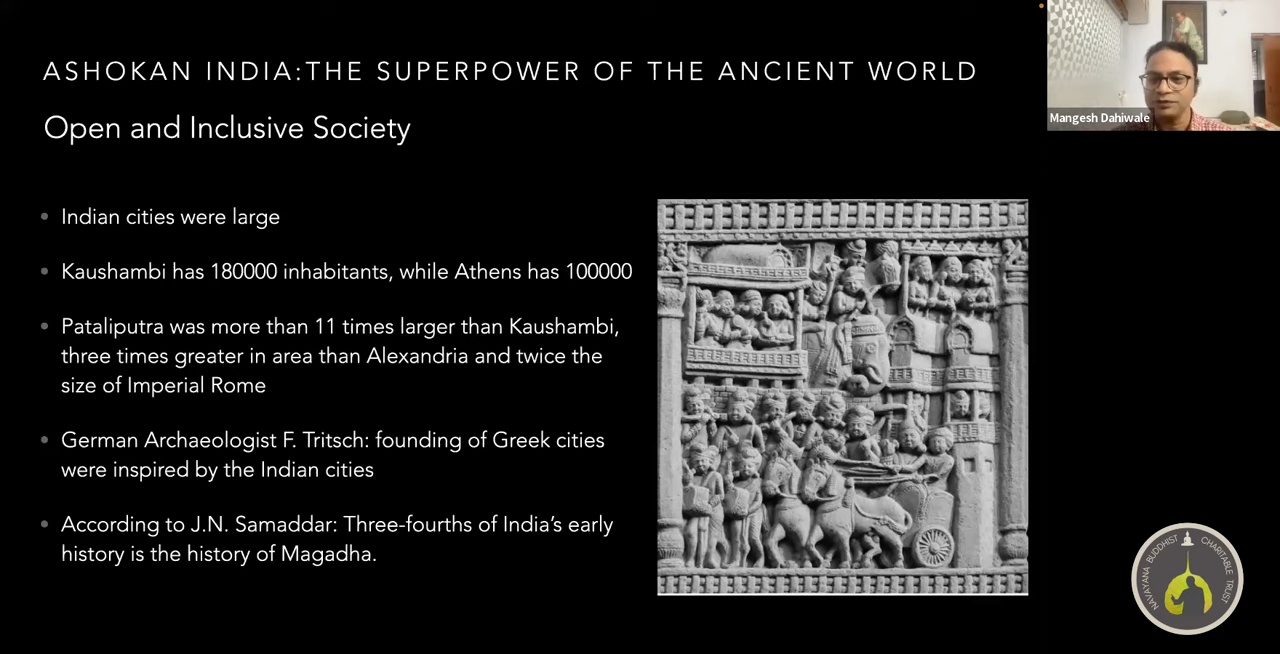 ASHOKAN INDIA:THE SUPERPOWER OF THE ANCIENT WORLD
Open and Inclusive Society
Mangesh Dahiwale
• Indian cities were large
• Kaushambi has 180000 inhabitants, while Athens has 100000
• Pataliputra was more than 11 times larger than Kaushambi,
three times greater in area than Alexandria and twice the
size of Imperial Rome
• German Archaeologist F. Tritsch: founding of Greek cities
were inspired by the Indian cities
• According to J.N. Samaddar: Three-fourths of India's early
history is the history of Magadha.
NAVAYANA BUDDHIST CHARITABLE TRUST